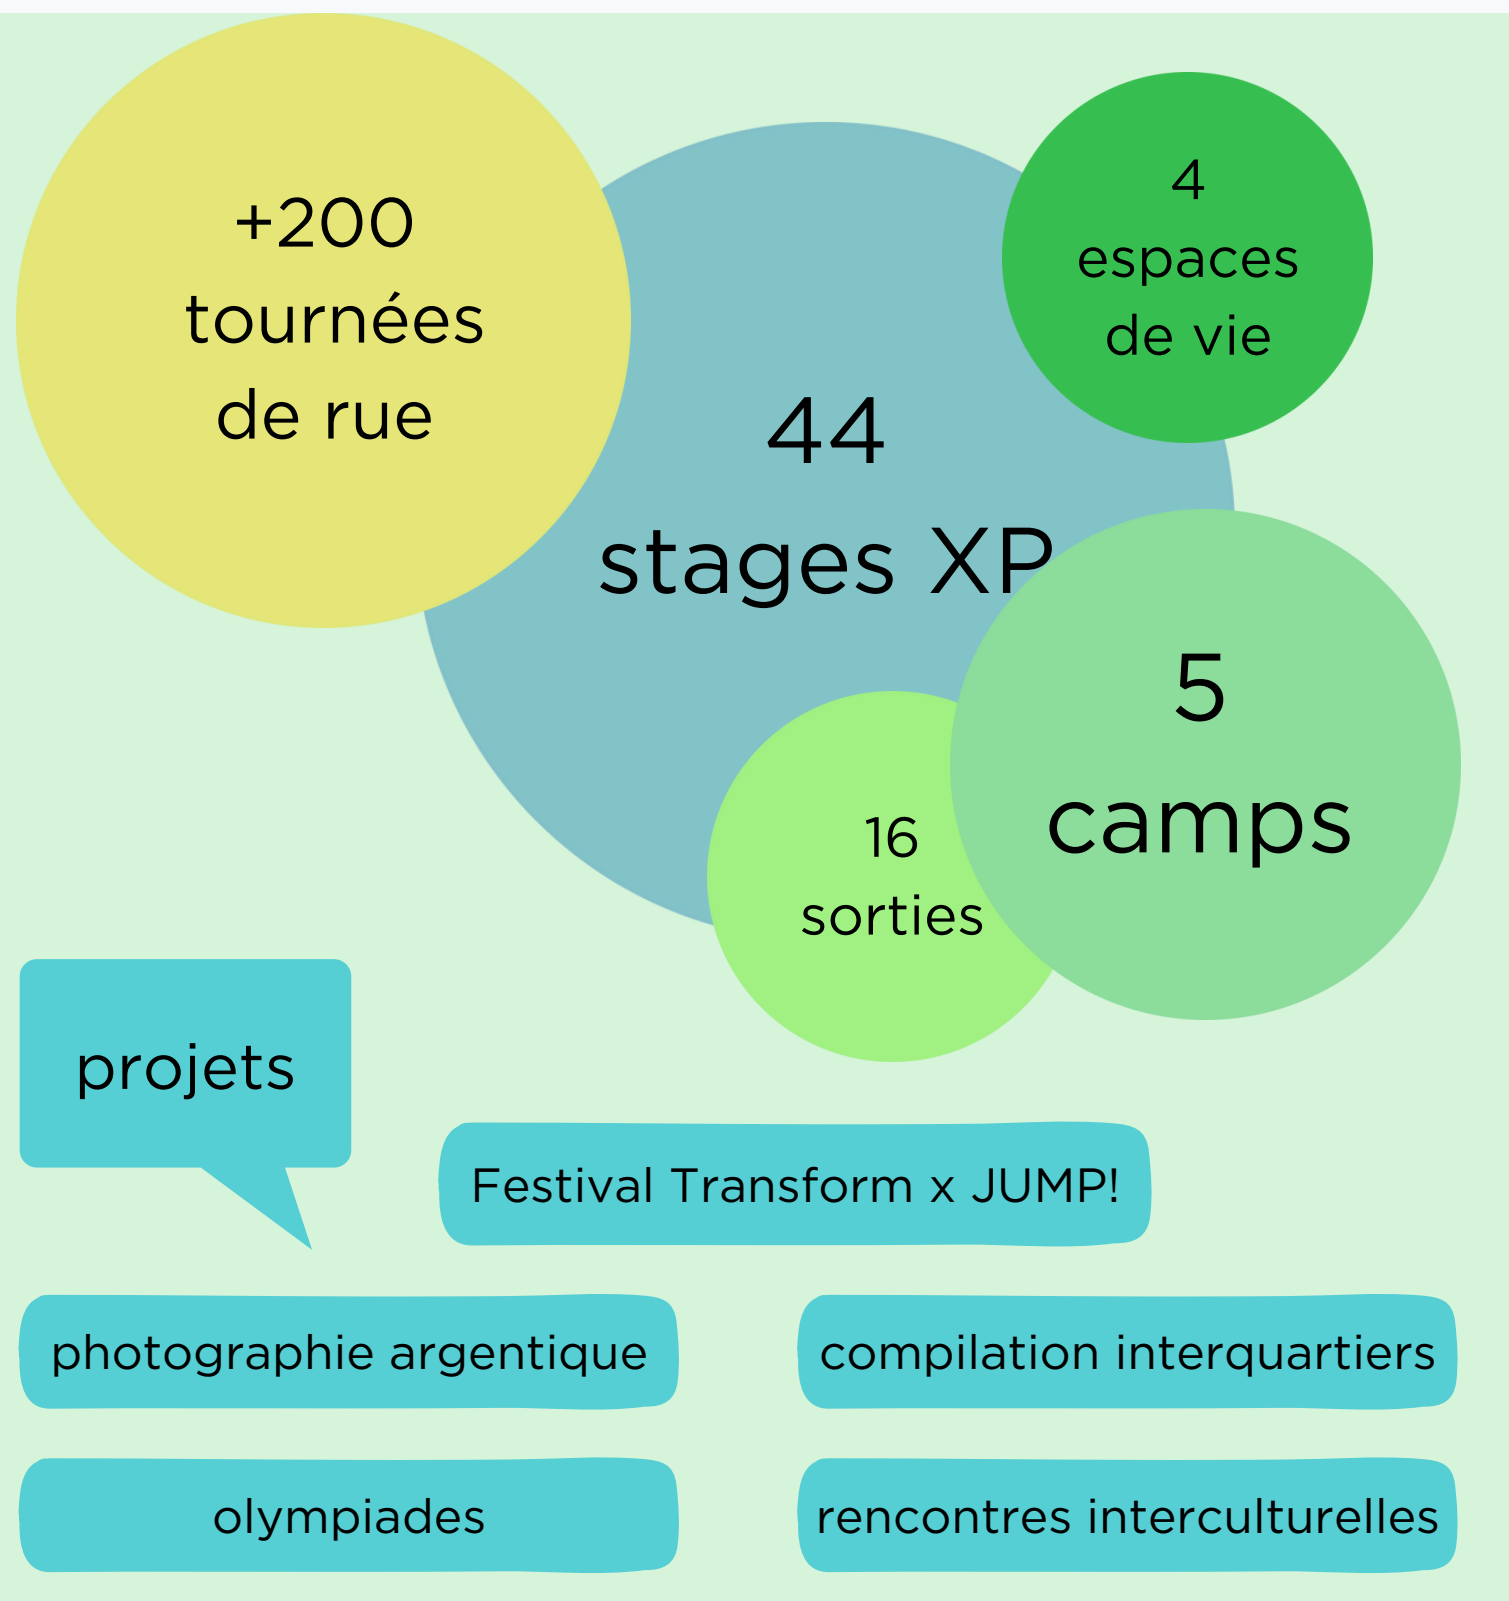 +200
tournées
de rue
4
espaces
de vie
44
stages XP
5
camps
16
sorties
projets
Festival Transform x JUMP!
photographie argentique
compilation interquartiers
olympiades
rencontres interculturelles